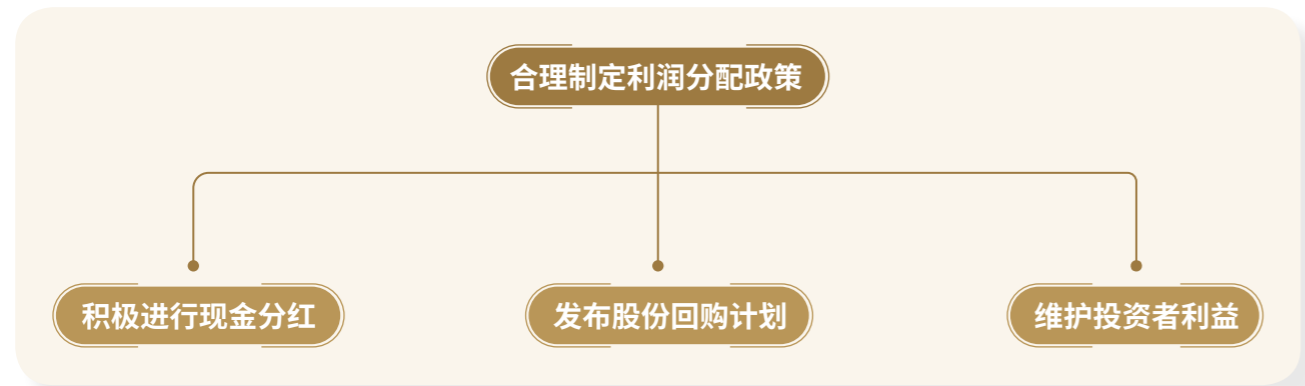 合理制定利润分配政策
积极进行现金分红
发布股份回购计划
维护投资者利益